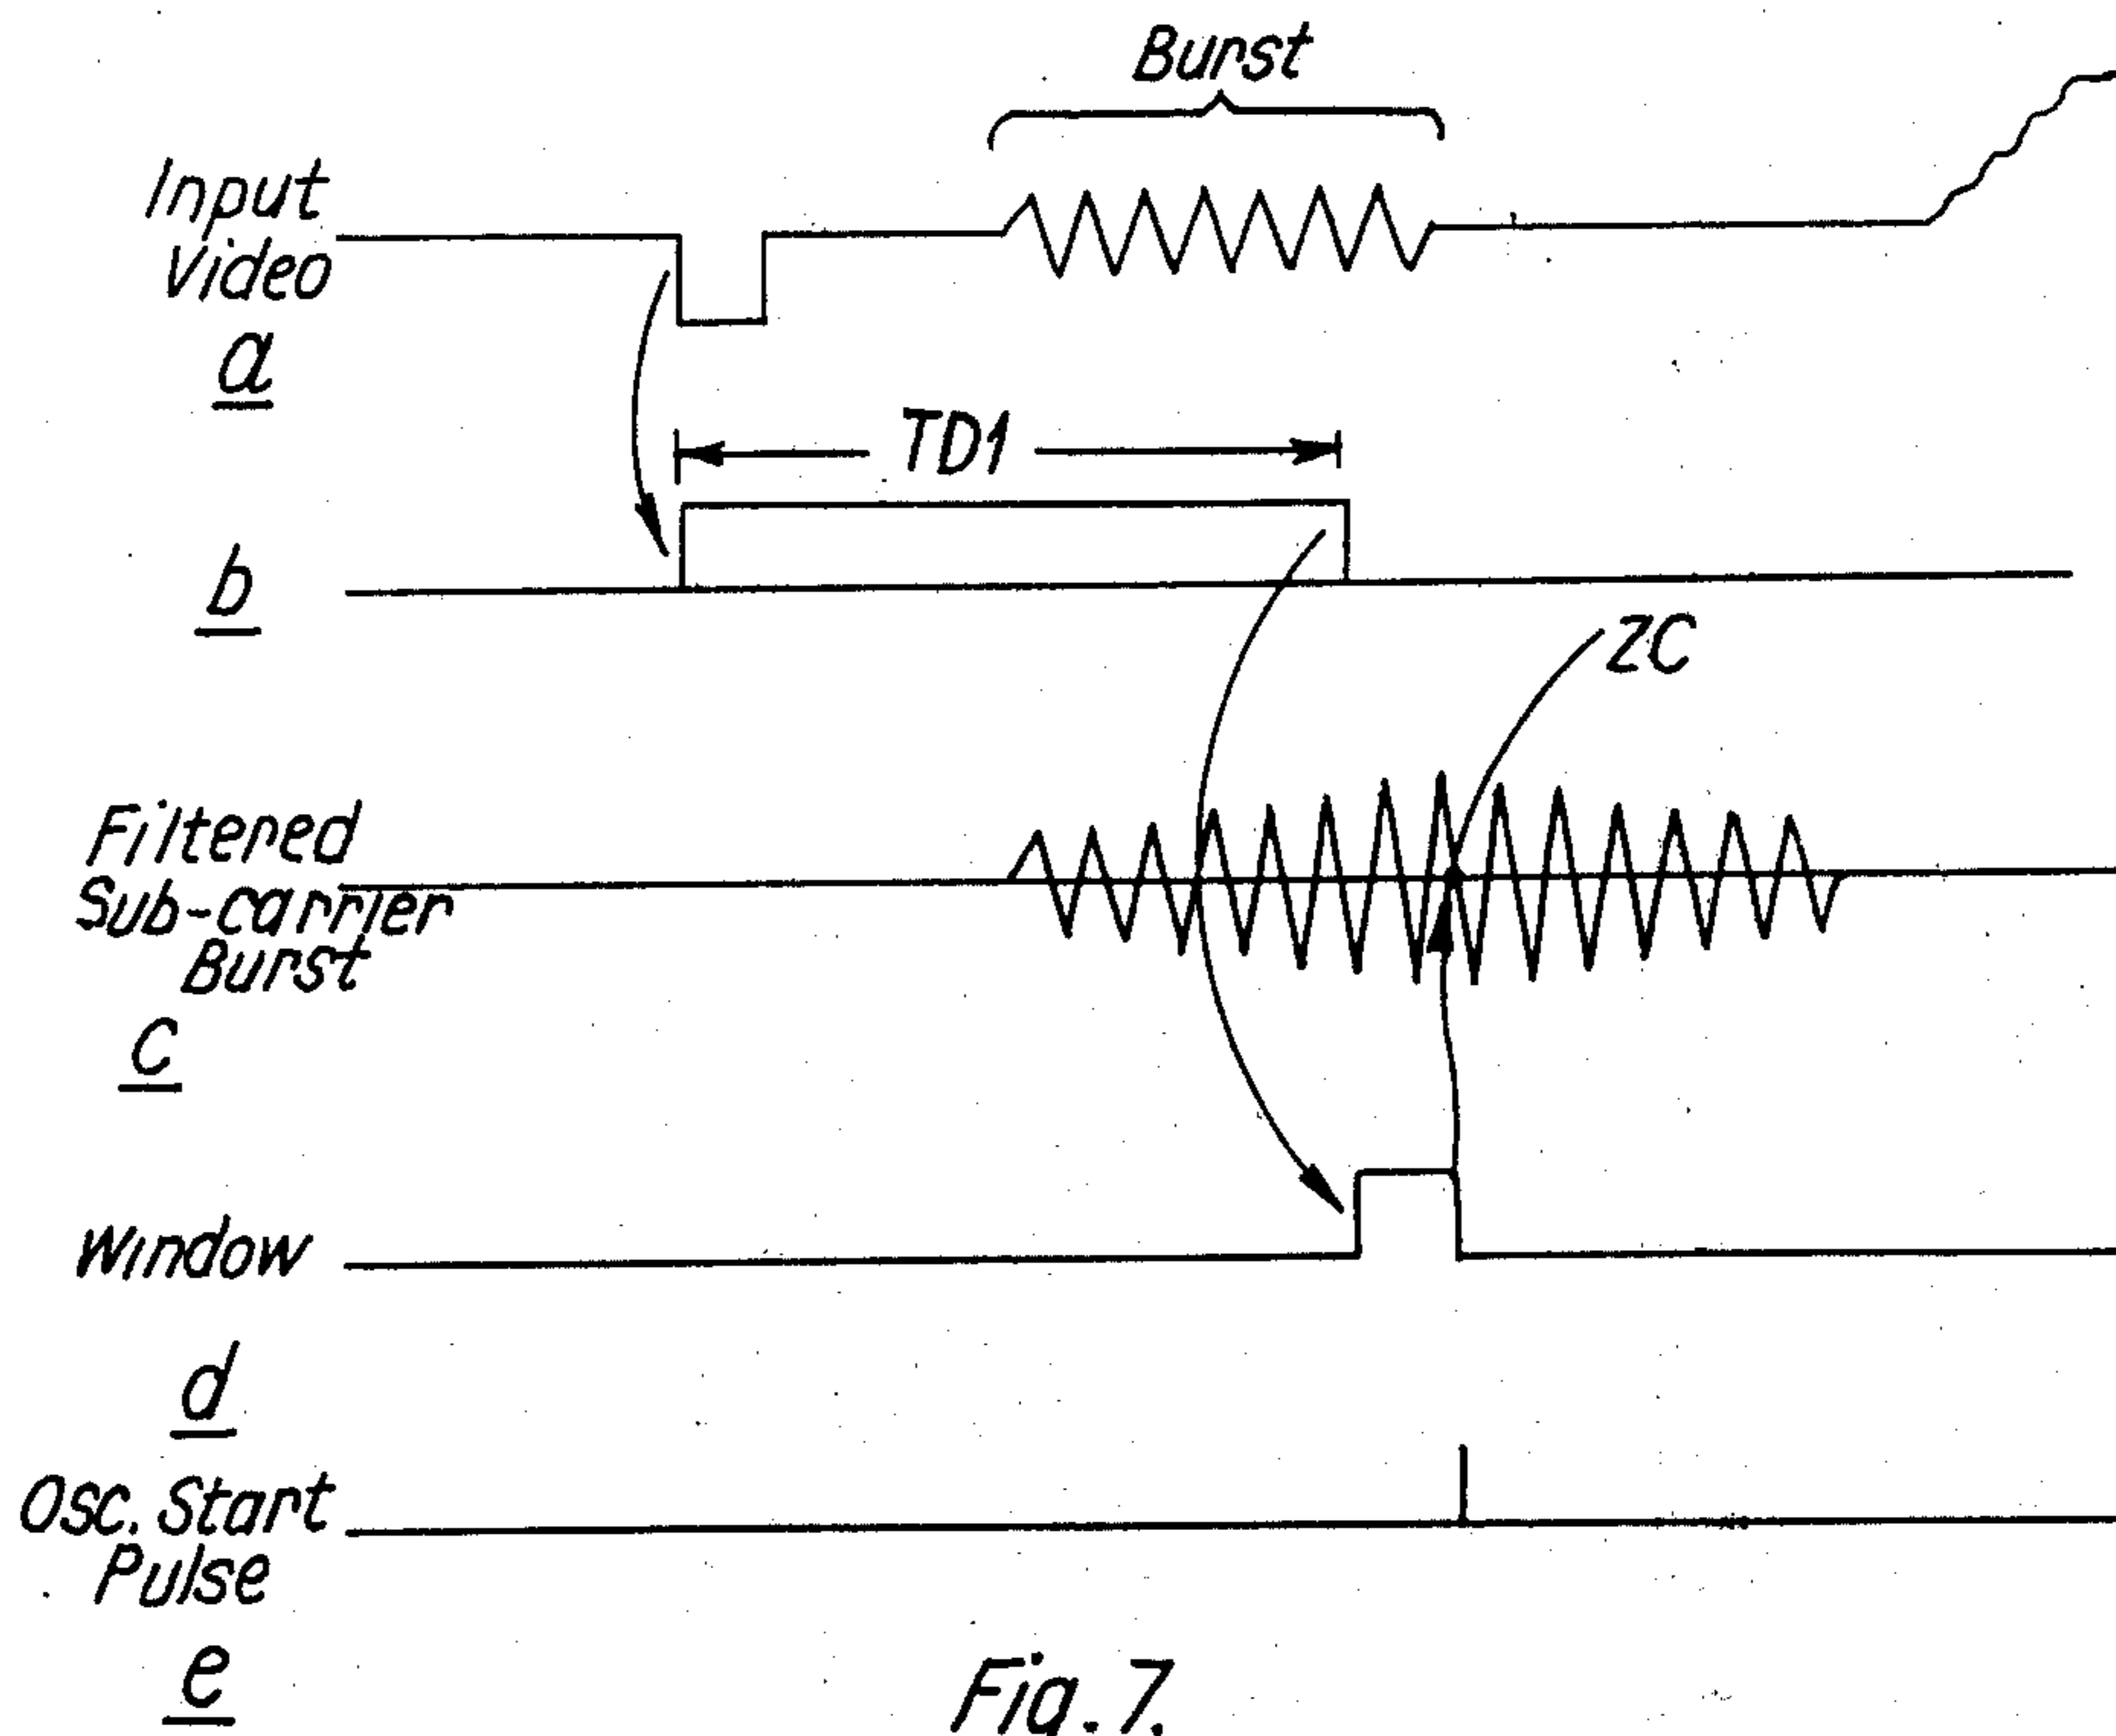 Burst
Input
Video
a
TD1
b
ZC
Filtered
Sub-carrier
Burst
c
Window
d
Osc. Start
Pulse
e
Fig. 7.